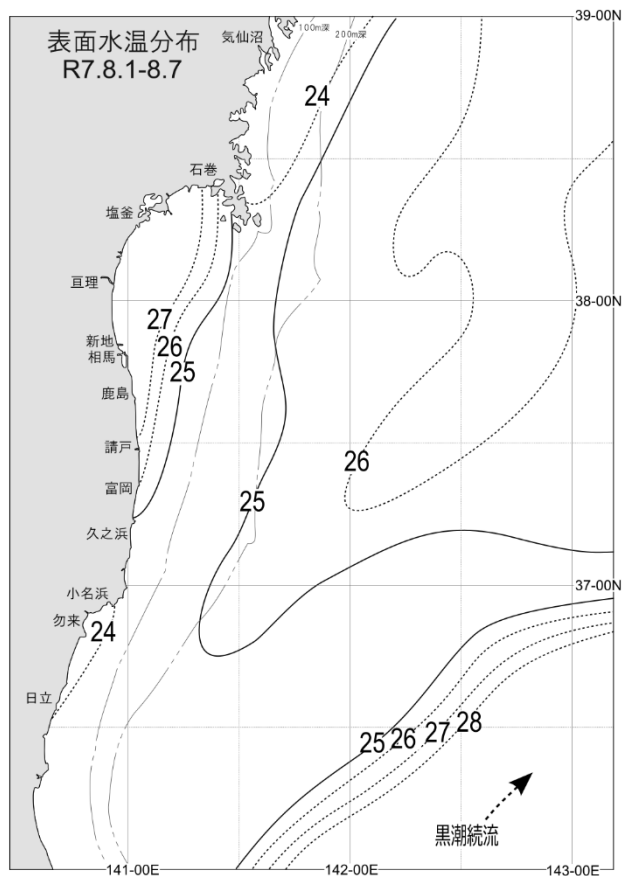 表面水温分布
R7.8.1-8.7
100m深
200m深
39-00N
気仙沼
24
石巻
塩釜
亘理
38-00N
27
新地
26
相馬
25
鹿島
請戸
26
富岡
25
久之浜
37-00N
小名浜
勿来
24
日立
25
26
27
28
黒潮続流
141-00E
142-00E
143-00E